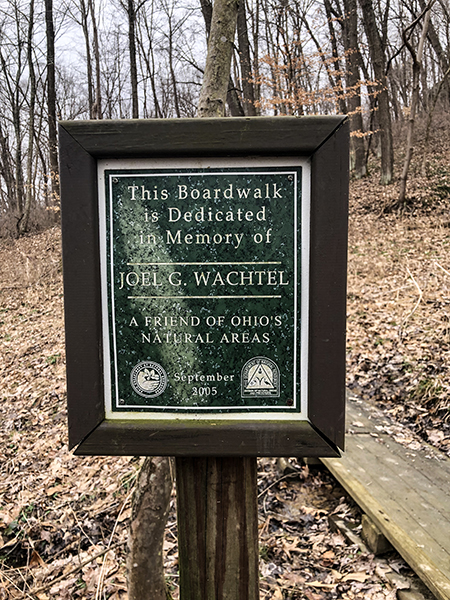 This Boardwalk
is Dedicated
in Memory of
JOEL G. WACHTEL
A FRIEND OF OHIO'S
NATURAL AREAS
September
2005